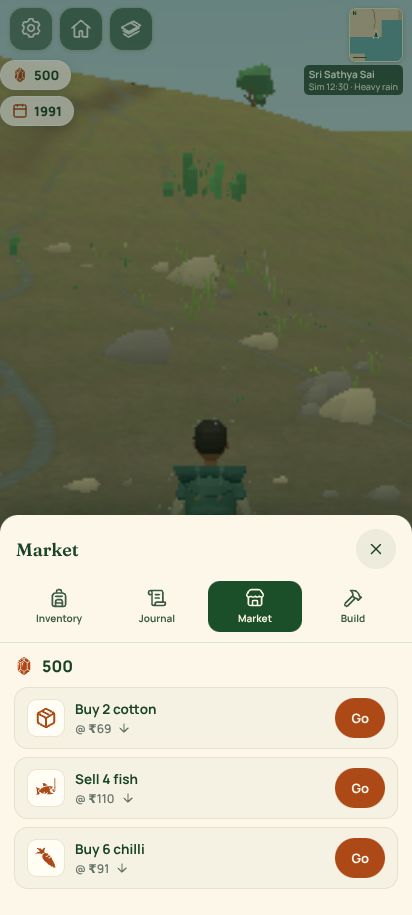 500
1991
N
Sri Sathya Sai
Sim 12:30 · Heavy rain
Market
Inventory
Journal
Market
Build
500
Buy 2 cotton
@ ₹69 ↓
Go
Sell 4 fish
@ ₹110 ↓
Go
Buy 6 chilli
@ ₹91 ↓
Go